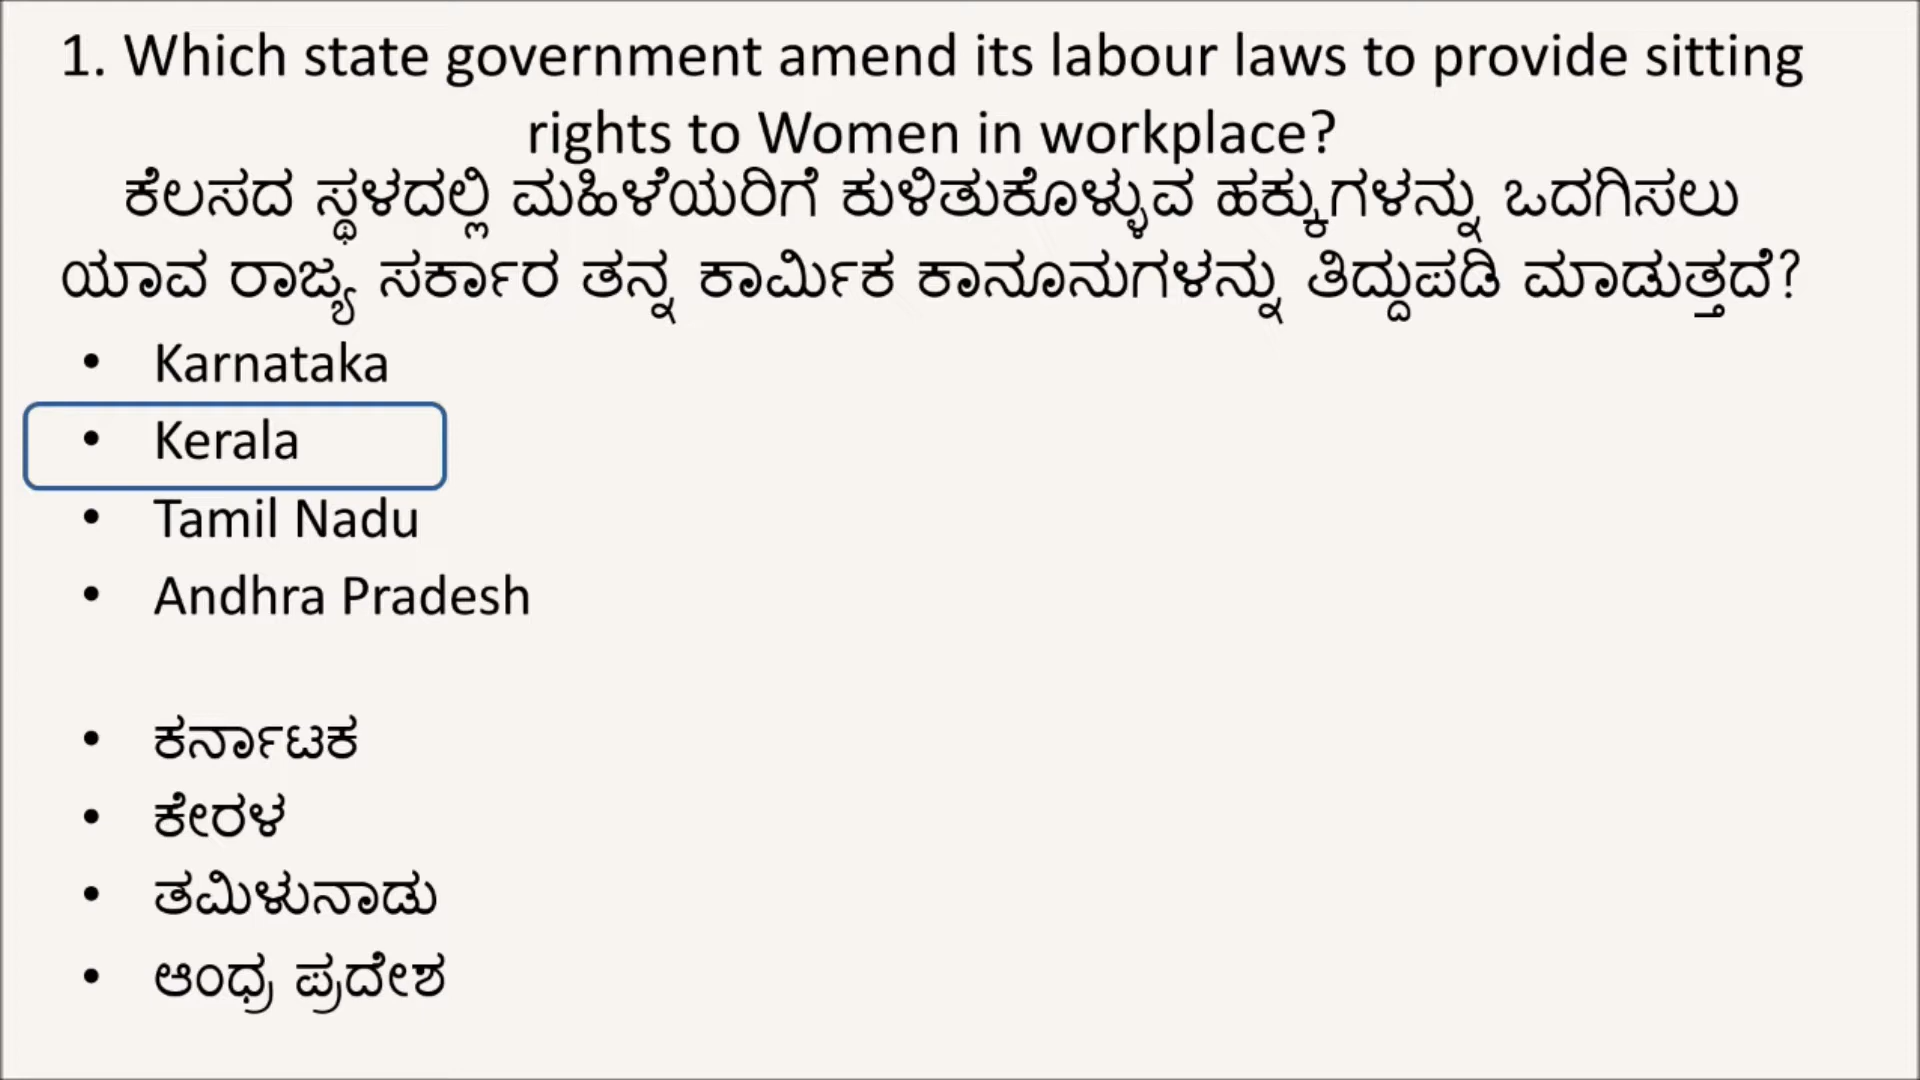 1. Which state government amend its labour laws to provide sitting
rights to Women in workplace?
ಕೆಲಸದ ಸ್ಥಳದಲ್ಲಿ ಮಹಿಳೆಯರಿಗೆ ಕುಳಿತುಕೊಳ್ಳುವ ಹಕ್ಕುಗಳನ್ನು ಒದಗಿಸಲು
ಯಾವ ರಾಜ್ಯ ಸರ್ಕಾರ ತನ್ನ ಕಾರ್ಮಿಕ ಕಾನೂನುಗಳನ್ನು ತಿದ್ದುಪಡಿ ಮಾಡುತ್ತದೆ?
• Karnataka
• Kerala
• Tamil Nadu
• Andhra Pradesh
• ಕರ್ನಾಟಕ
• ಕೇರಳ
• ತಮಿಳುನಾಡು
• ಆಂಧ್ರ ಪ್ರದೇಶ